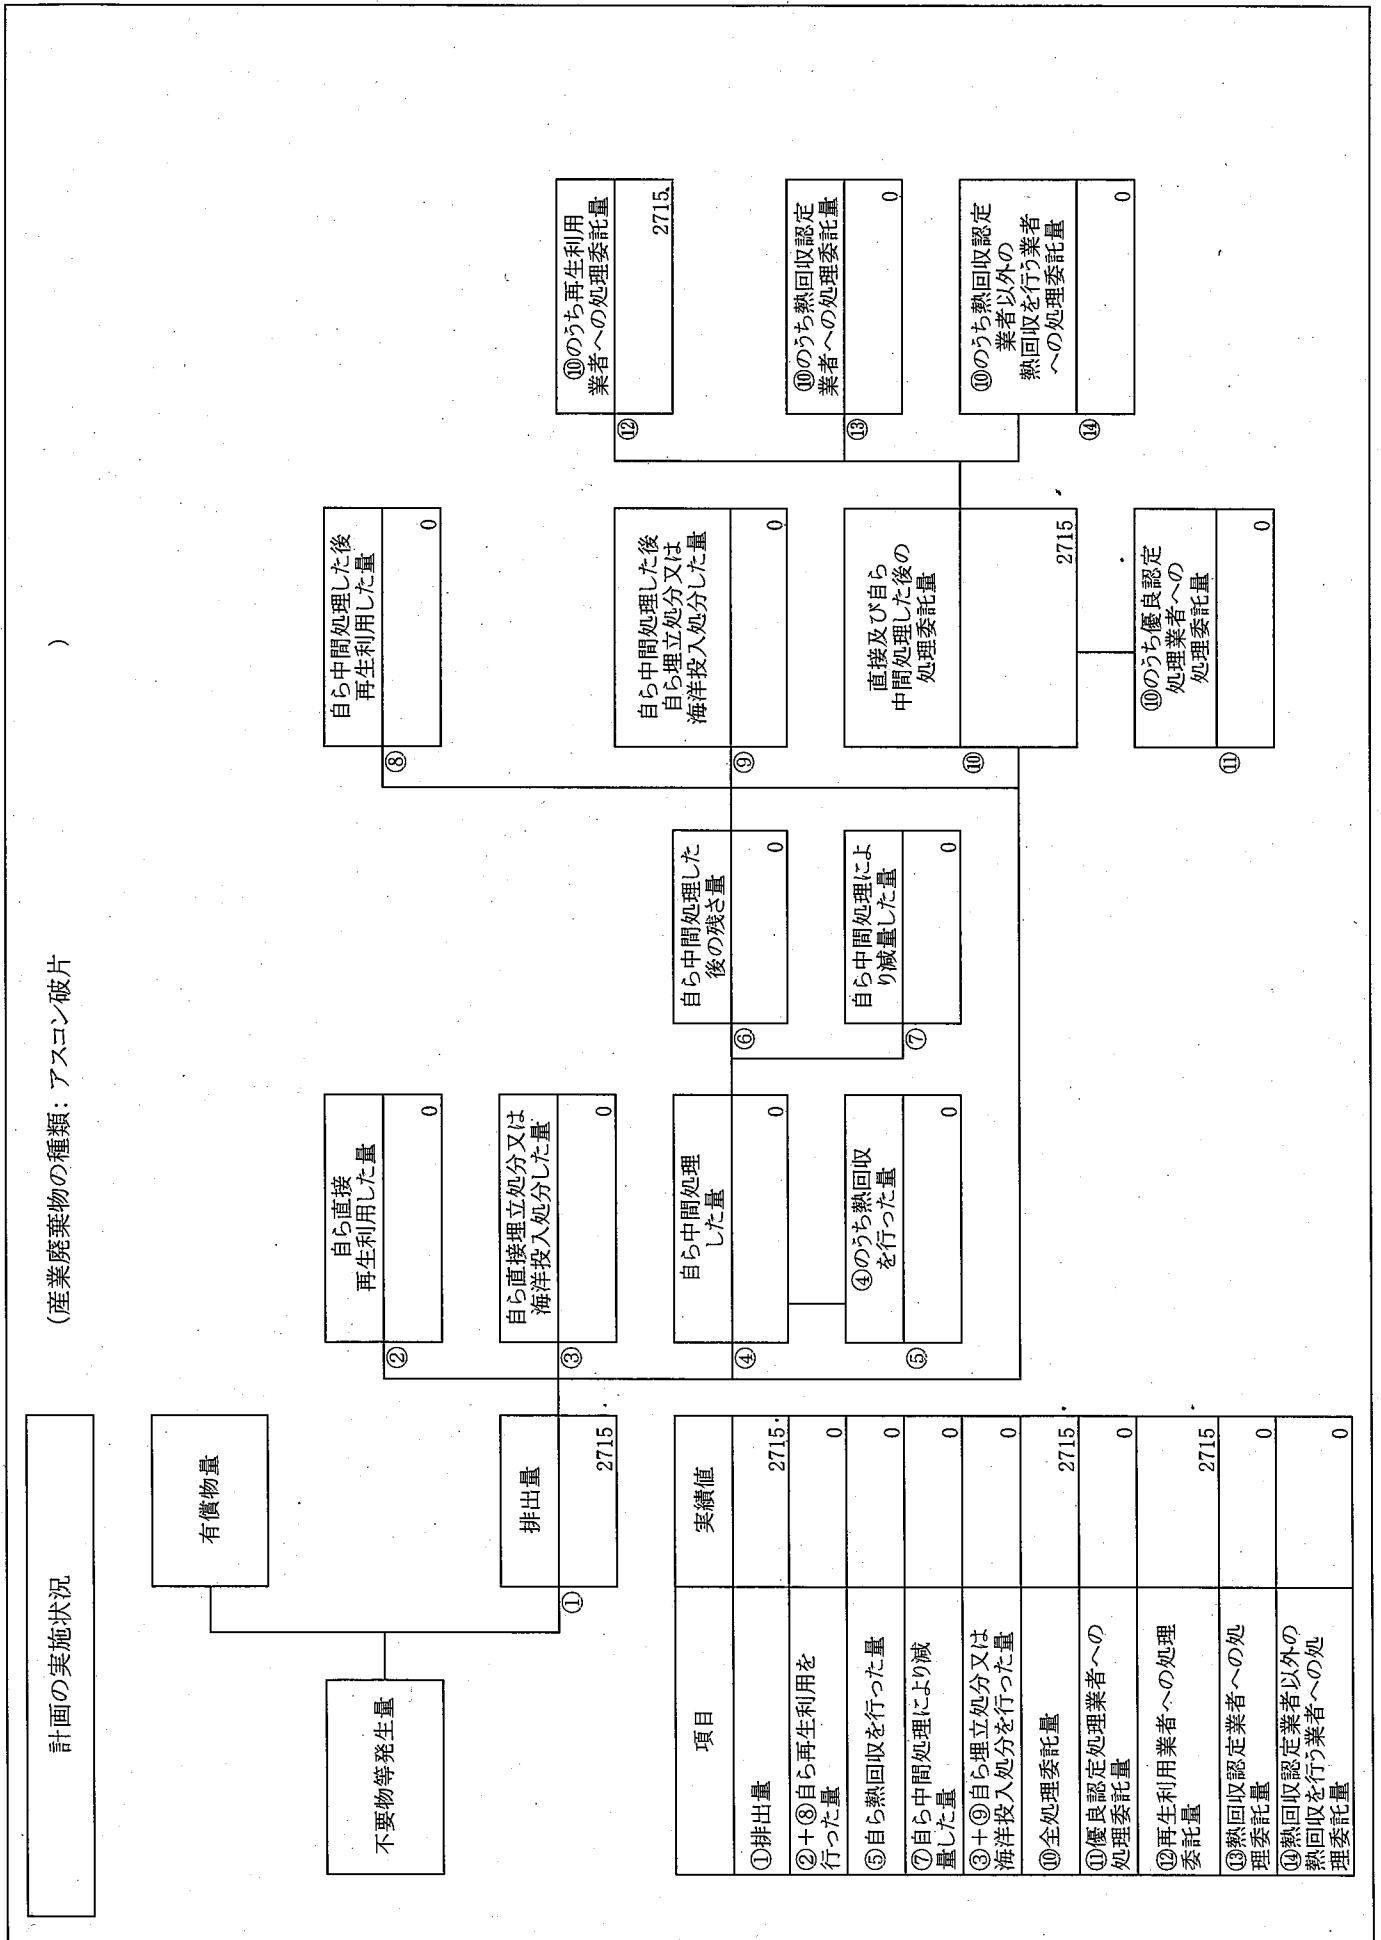 計画の実施状況
(産業廃棄物の種類: アスコン破片
)
不要物等発生量
有償物量
①
排出量
2715
②
自ら直接
再生利用した量
0
③
自ら直接埋立処分又は
海洋投入処分した量
0
④
自ら中間処理
した量
0
⑤
④のうち熱回収
を行った量
0
⑥
自ら中間処理した
後の残さ量
0
⑦
自ら中間処理によ
り減量した量
0
⑧
自ら中間処理した後
再生利用した量
0
⑨
自ら中間処理した後
自ら埋立処分又は
海洋投入処分した量
0
⑩
直接及び自ら
中間処理した後の
処理委託量
2715
⑪
⑩のうち優良認定
処理業者への
処理委託量
0
⑫
⑩のうち再生利用
業者への処理委託量
2715
⑬
⑩のうち熱回収認定
業者への処理委託量
0
⑭
⑩のうち熱回収認定
業者以外の
熱回収を行う業者
への処理委託量
0
項目 実績値
①排出量 2715
②+⑧自ら再生利用を
行った量 0
⑤自ら熱回収を行った量 0
⑦自ら中間処理により減
量した量 0
③+⑨自ら埋立処分又は
海洋投入処分を行った量 0
⑩全処理委託量 2715
⑪優良認定処理業者への
処理委託量 0
⑫再生利用業者への処理
委託量 2715
⑬熱回収認定業者への処
理委託量 0
⑭熱回収認定業者以外の
熱回収を行う業者への処
理委託量 0